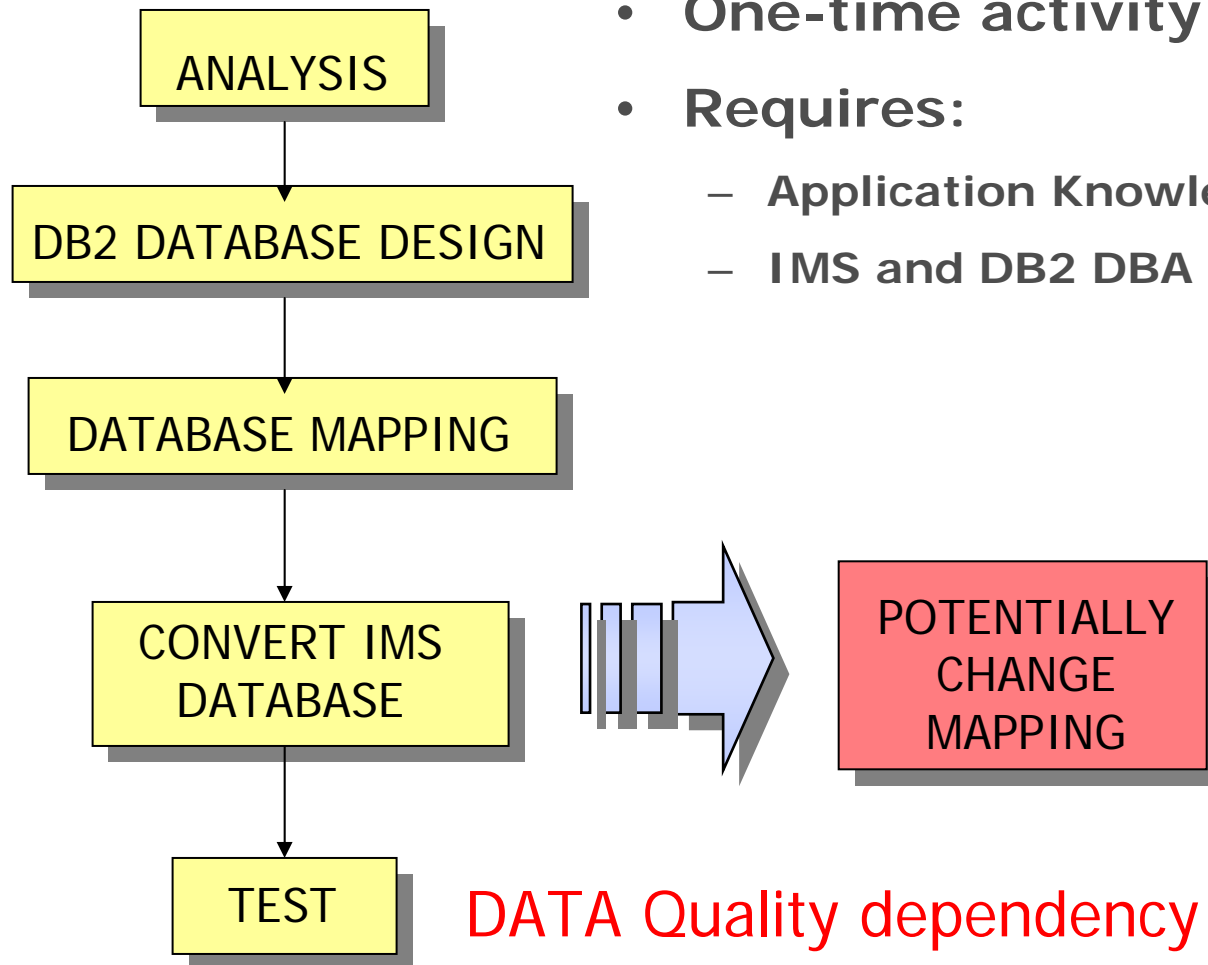 ANALYSIS
DB2 DATABASE DESIGN
DATABASE MAPPING
CONVERT IMS
DATABASE
TEST
• One-time activity
• Requires:
– Application
– IMS and DB2 DBA
POTENTIALLY
CHANGE
MAPPING
DATA Quality dependency